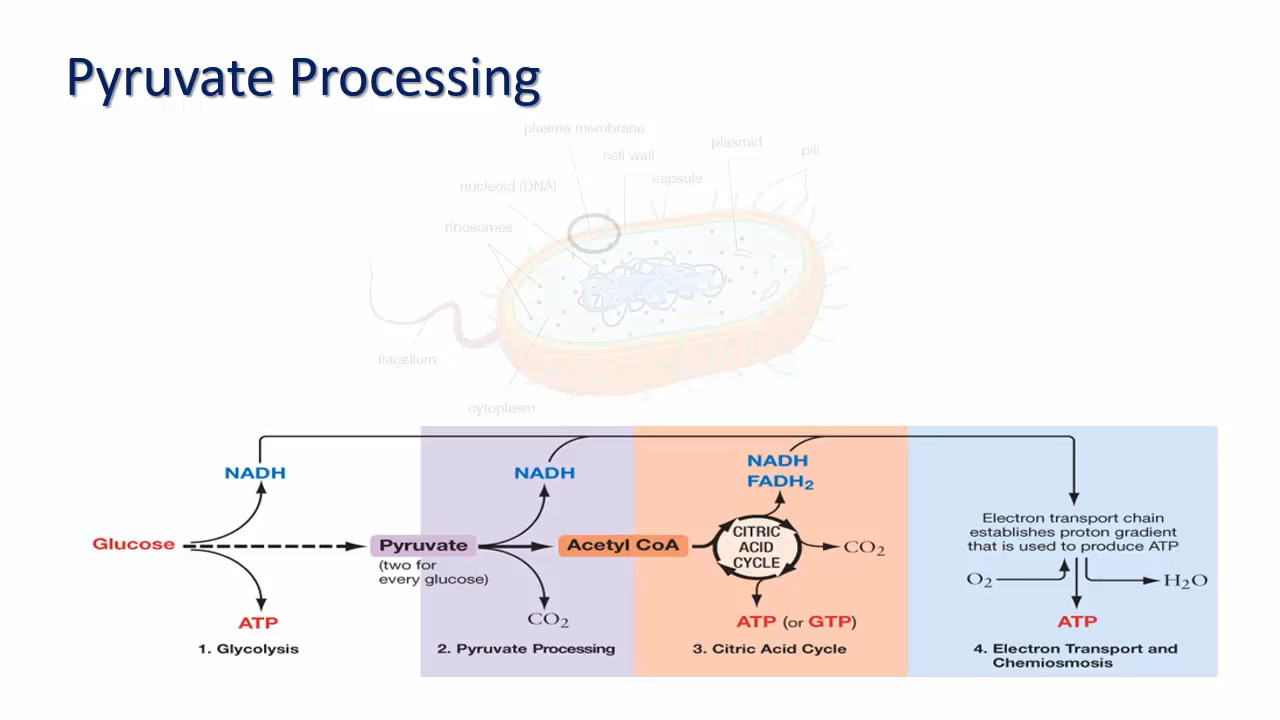 Pyruvate Processing
plasma membrane
cell wall
plasmid
pili
nucleoid (DNA)
capsule
ribosomes
flagellum
cytoplasm
NADH
NADH
NADH
FADH2
Glucose
Pyruvate
(two for
every glucose)
Acetyl CoA
CITRIC
ACID
CYCLE
CO2
Electron transport chain
establishes proton gradient
that is used to produce ATP
O2
H2O
ATP
CO2
ATP (or GTP)
ATP
1. Glycolysis
2. Pyruvate Processing
3. Citric Acid Cycle
4. Electron Transport and
Chemiosmosis